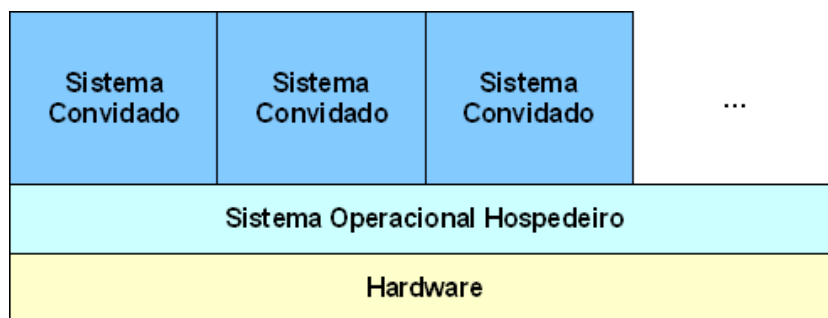 Sistema
Convidado
Sistema
Convidado
Sistema
Convidado
...
Sistema Operacional Hospedeiro
Hardware